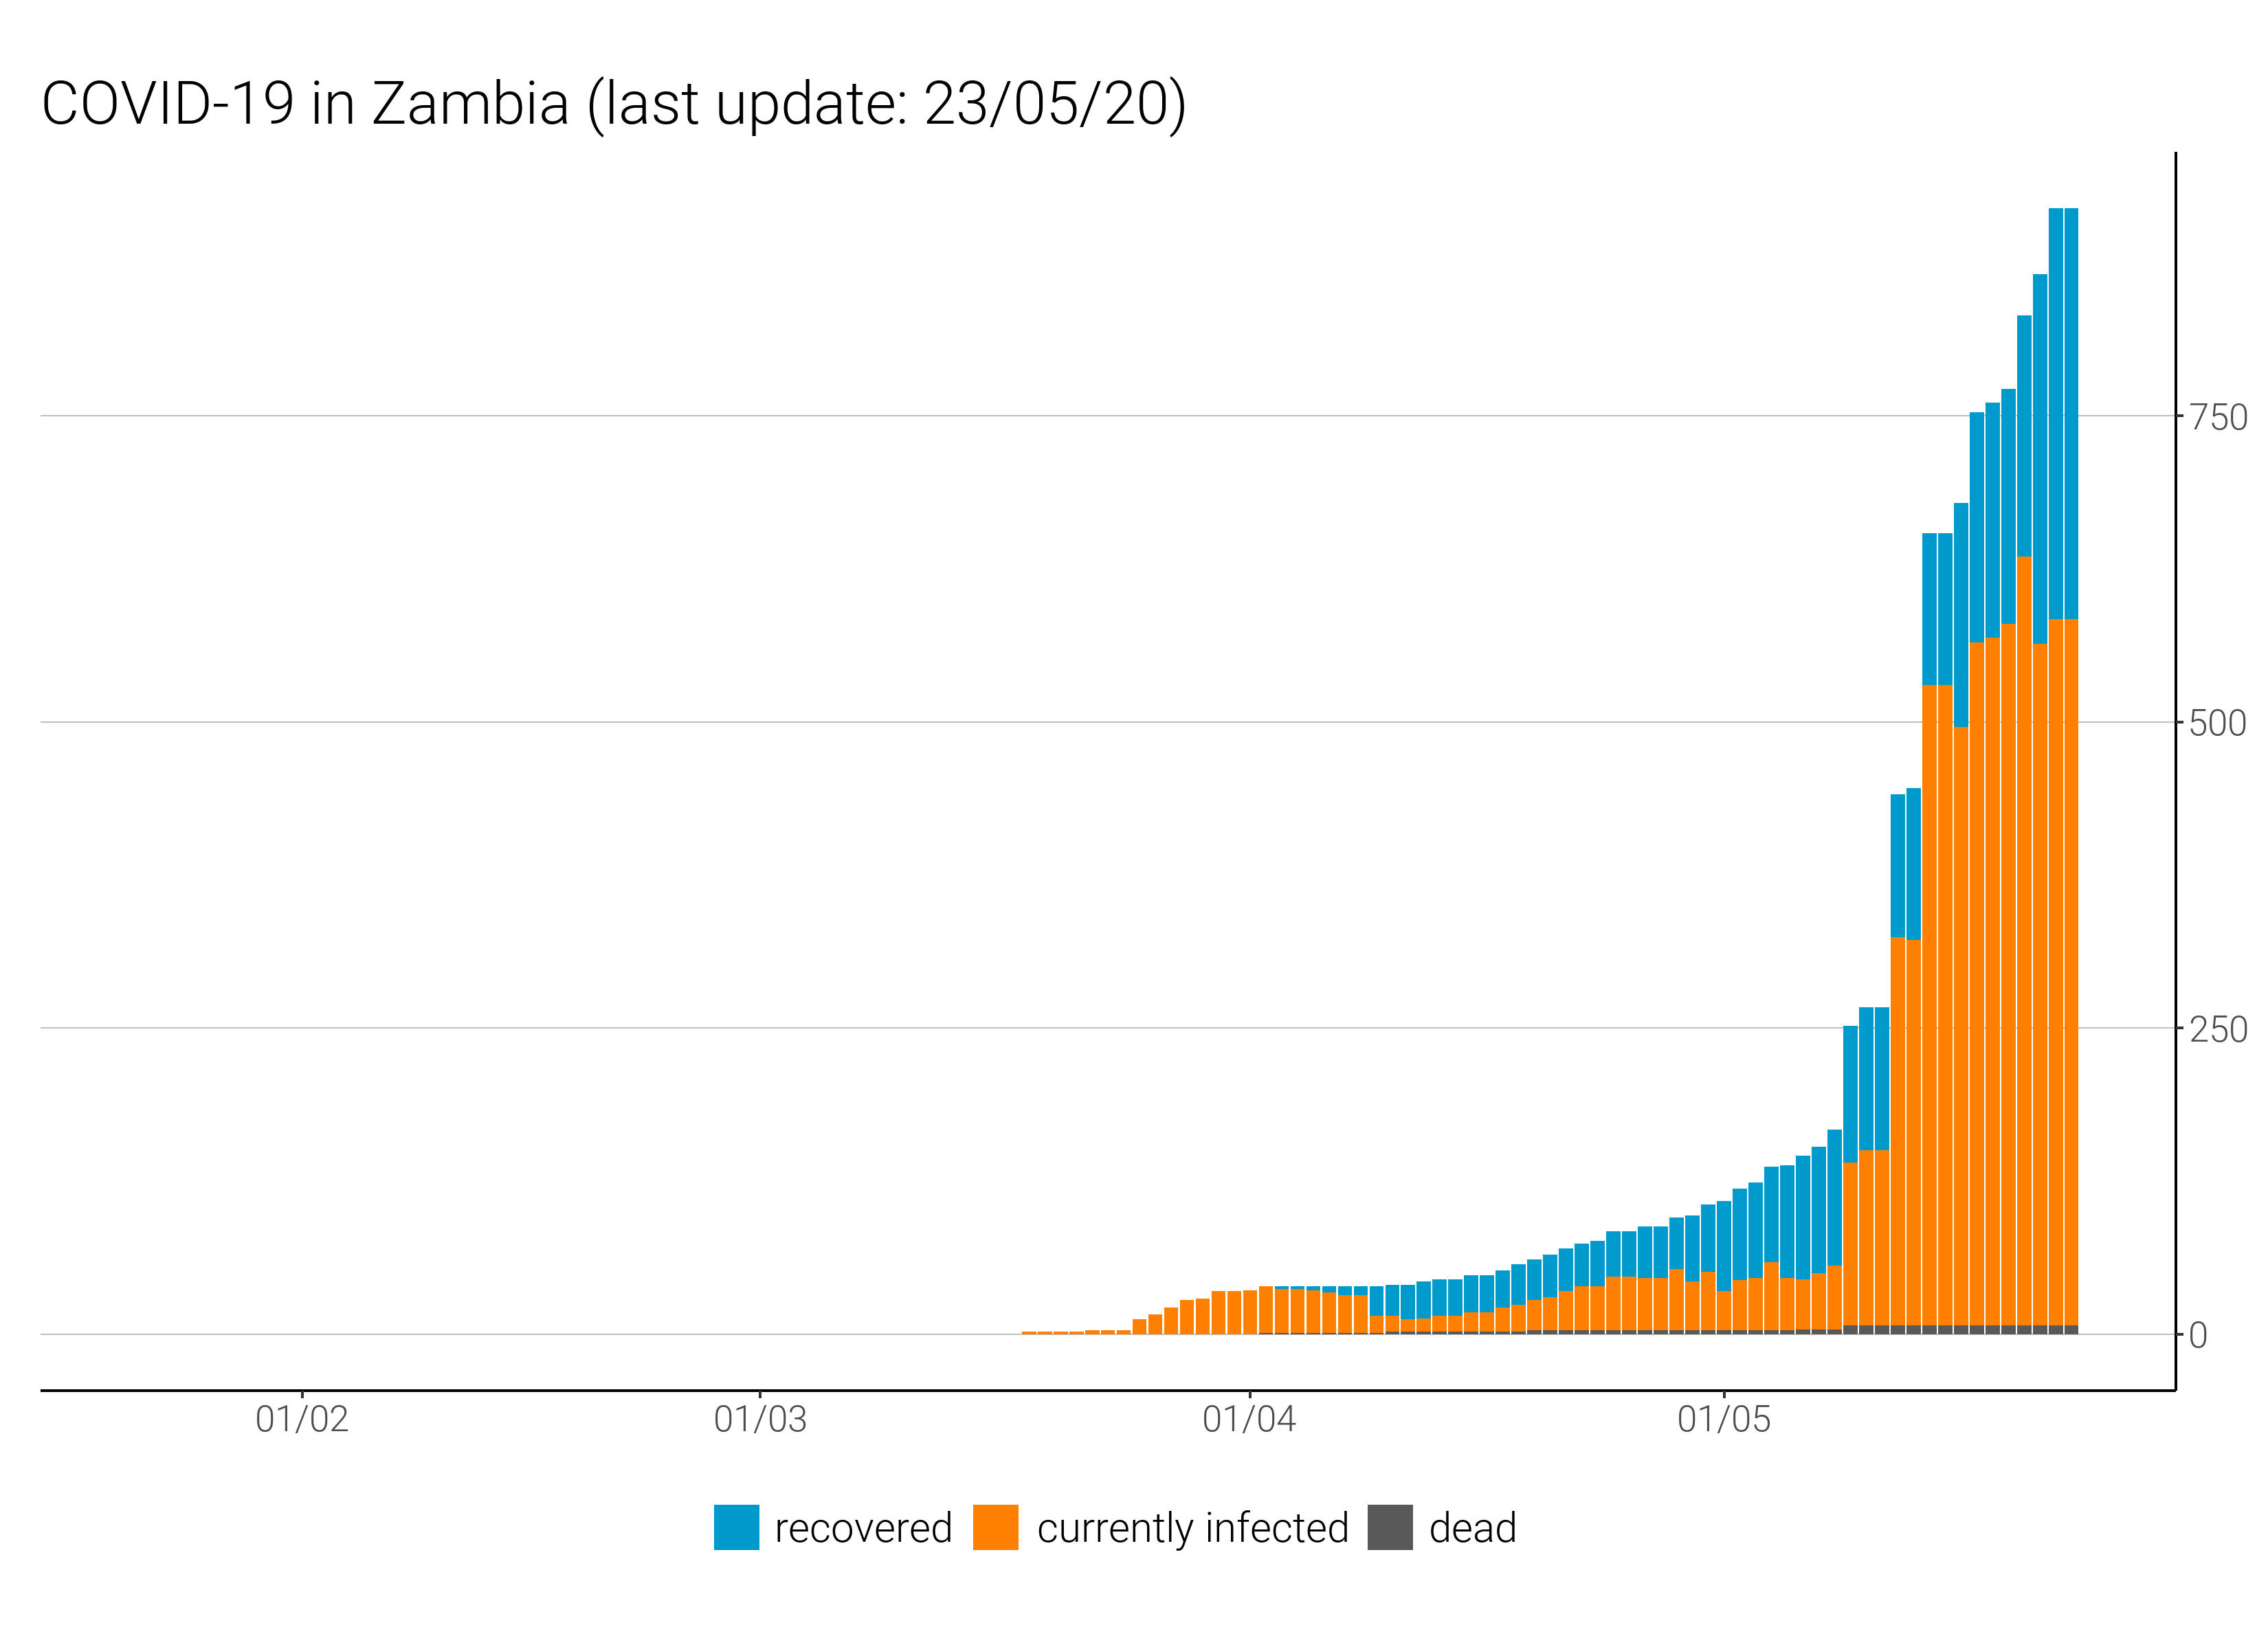 COVID-19 in Zambia (last update: 23/05/20)
750
500
250
0
01/02 01/03 01/04 01/05
recovered currently infected dead